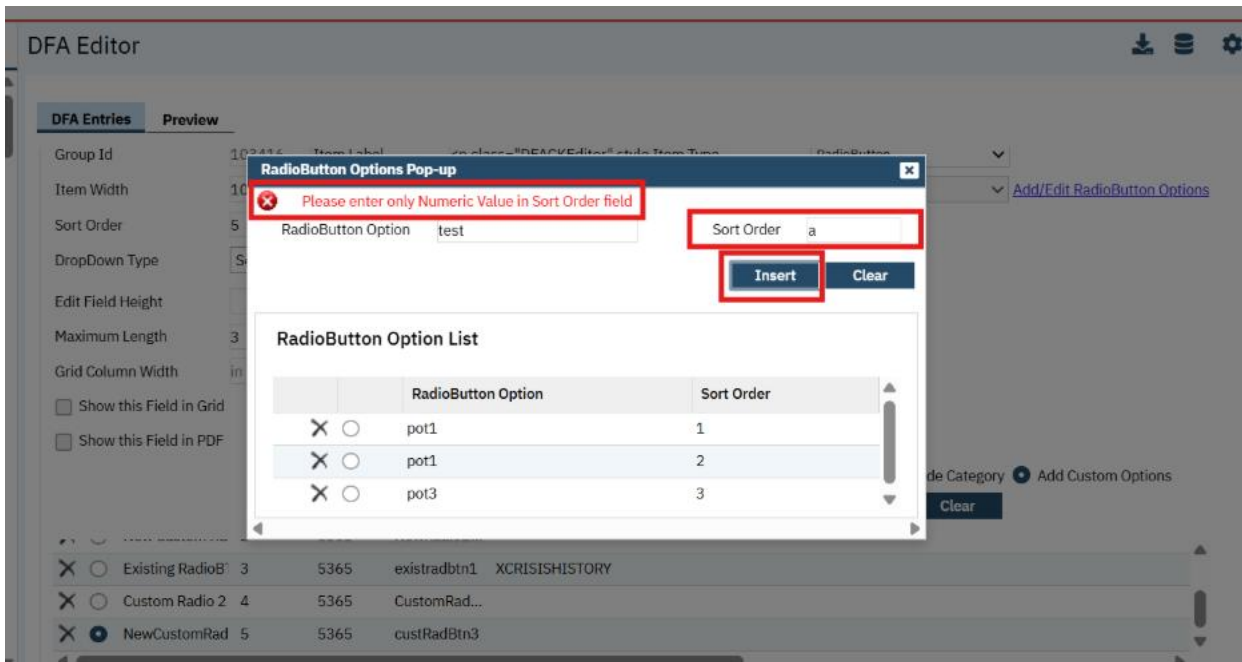 DFA Editor
DFA Entries Preview
Group Id
Item Width Add/Edit RadioButton Options
Sort Order 5
DropDown Type
Edit Field Height
Maximum Length 3
Grid Column Width in
Show this Field in Grid
Show this Field in PDF
RadioButton Options Pop-up
Please enter only Numeric Value in Sort Order field
RadioButton Option test Sort Order a
Insert Clear
RadioButton Option List
RadioButton Option Sort Order
pot1 1
pot1 2
pot3 3
Category Add Custom Options
Clear
Existing RadioB 3 5365 existradbtn1 XCRISISHISTORY
Custom Radio 2 4 5365 CustomRad...
NewCustomRad 5 5365 custRadBtn3